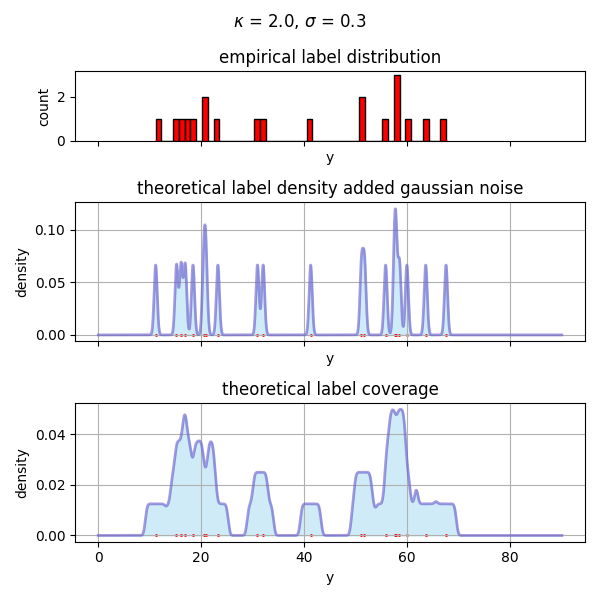 κ = 2.0, σ = 0.3
empirical label distribution
count
2
0
y
theoretical label density added gaussian noise
density
0.10
0.05
0.00
y
theoretical label coverage
density
0.04
0.02
0.00
0 20 40 60 80
y